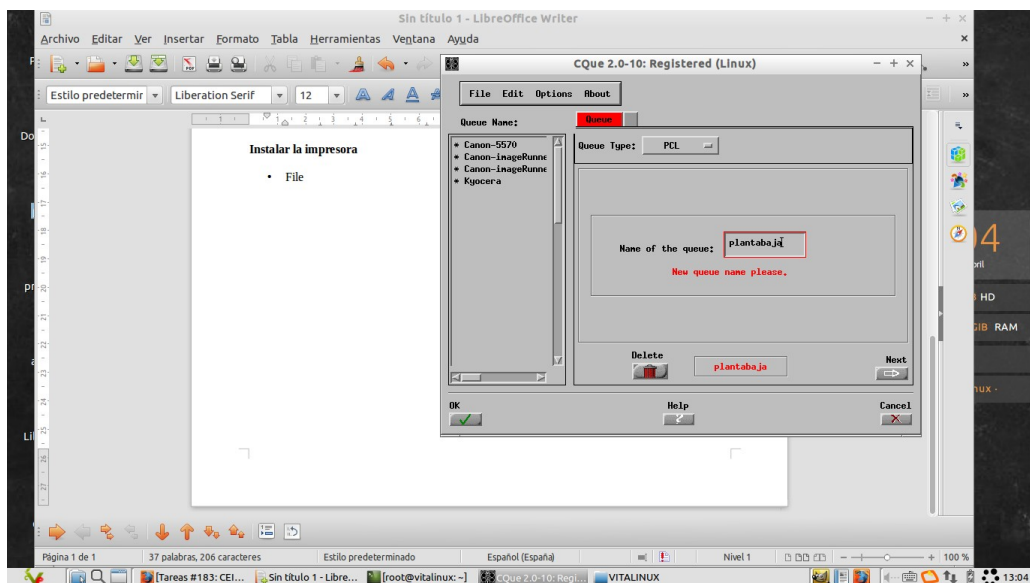 Sin título 1 - LibreOffice Writer
Archivo Editar Ver Insertar Formato Tabla Herramientas Ventana Ayuda
Estilo predetermir
Liberation Serif
12
Instalar la impresora
• File
CQue 2.0-10: Registered (Linux)
File Edit Options About
Queue Name:
Queue
* Canon-5570
* Canon-imageRunne
* Canon-imageRunne
* Kyocera
Queue Type: PCL
Name of the queue: plantabaja
New queue name please.
Delete
plantabaja
Next
OK
Help
Cancel
04
HD
GIB RAM
Página 1 de 1
37 palabras, 206 caracteres
Estilo predeterminado
Español (España)
Nivel 1
100 %
[Tareas #183: CEI...
Sin título 1 - Libre...
[root@vitalinux: ~]
CQue 2.0-10: Regi...
VITALINUX
13:04